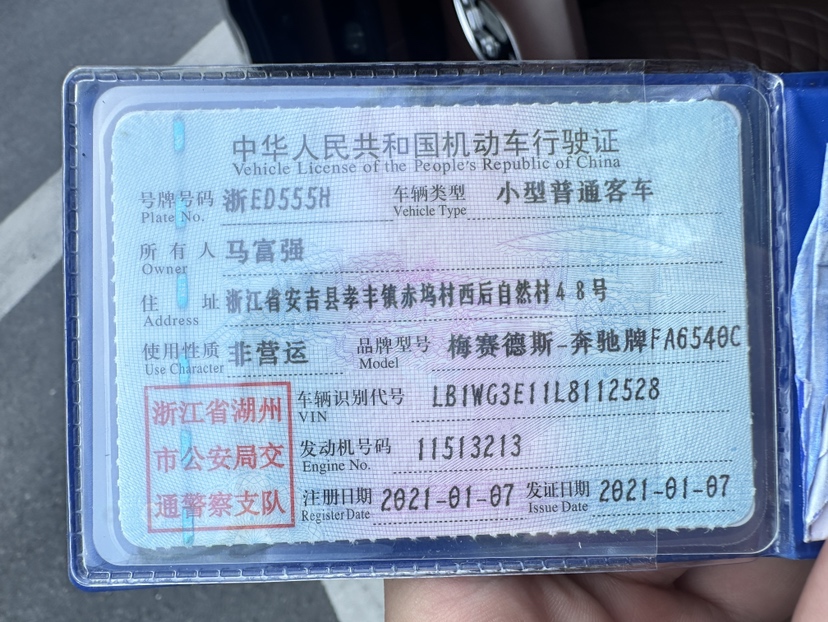 中华人民共和国机动车行驶证
Vehicle License of the People's Republic of China
号牌号码 浙ED555H 车辆类型 小型普通客车
Plate No. Vehicle Type
所有人 马富强
Owner
住址 浙江省安吉县孝丰镇赤坞村西后自然村48号
Address
使用性质 非营运 品牌型号 梅赛德斯-奔驰牌FA6540C
Use Character Model
浙江省湖州
市公安局交
通警察支队
车辆识别代号 LB1WG3E11L8112528
VIN
发动机号码 11513213
Engine No.
注册日期 2021-01-07 发证日期 2021-01-07
Register Date Issue Date